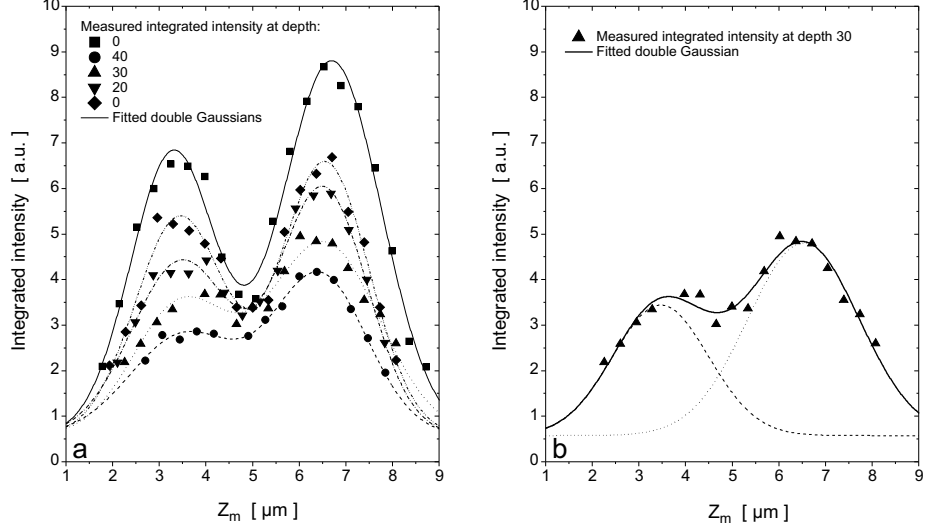 10
9
8
7
6
5
4
3
2
1
0
Integrated intensity [ a.u. ]
Measured integrated intensity at depth:
0
40
30
20
0
Fitted double Gaussians
a
1 2 3 4 5 6 7 8 9
Z_m [ µm ]
10
9
8
7
6
5
4
3
2
1
0
Integrated intensity [ a.u. ]
Measured integrated intensity at depth 30
Fitted double Gaussian
b
1 2 3 4 5 6 7 8 9
Z_m [ µm ]